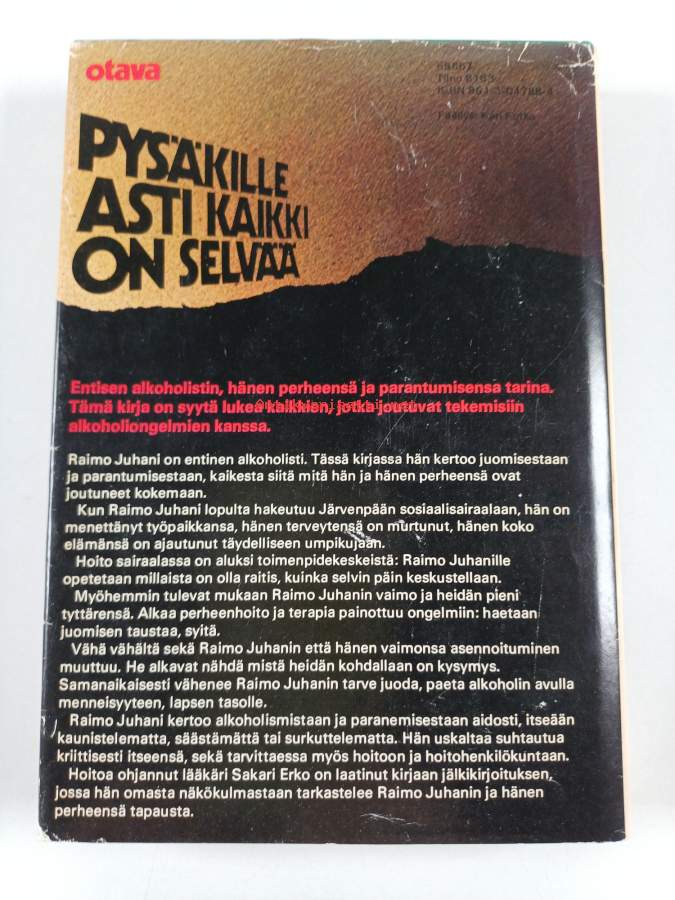 otava
PYSÄKILLE
ASTI KAIKKI
ON SELVÄÄ
Entisen alkoholistin, hänen perheensä ja parantumisensa tarina.
Tämä kirja on syytä lukea kaikkien, jotka joutuvat tekemisiin
alkoholiongelmien kanssa.
Raimo Juhani on entinen alkoholisti. Tässä kirjassa hän kertoo juomisestaan
ja parantumisestaan, kaikesta siitä mitä hän ja hänen perheensä ovat
joutuneet kokemaan.
Kun Raimo Juhani lopulta hakeutuu Järvenpään sosiaalisairaalaan, hän on
menettänyt työpaikkansa, hänen terveytensä on murtunut, hänen koko
elämänsä on ajautunut täydelliseen umpikujaan.
Hoito sairaalassa on aluksi toimenpidekeskeistä: Raimo Juhanille
opetetaan millaista on olla raitis, kuinka selvin päin keskustellaan.
Myöhemmin tulevat mukaan Raimo Juhanin vaimo ja heidän pieni
tyttärensä. Alkaa perheenhoito ja terapia painottuu ongelmiin: haetaan
juomisen taustaa, syitä.
Vähä vähältä sekä Raimo Juhanin että hänen vaimonsa asennoituminen
muuttuu. He alkavat nähdä mistä heidän kohdallaan on kysymys.
Samanaikaisesti vähenee Raimo Juhanin tarve juoda, paeta alkoholin avulla
menneisyyteen, lapsen tasolle.
Raimo Juhani kertoo alkoholismistaan ja paranemisestaan aidosti, itseään
kaunistelematta, säästämättä tai surkuttelematta. Hän uskaltaa suhtautua
kriittisesti itseensä, sekä tarvittaessa myös hoitoon ja hoitohenkilökuntaan.
Hoitoa ohjannut lääkäri Sakari Erko on laatinut kirjaan jälkikirjoituksen,
jossa hän omasta näkökulmastaan tarkastelee Raimo Juhanin ja hänen
perheensä tapausta.